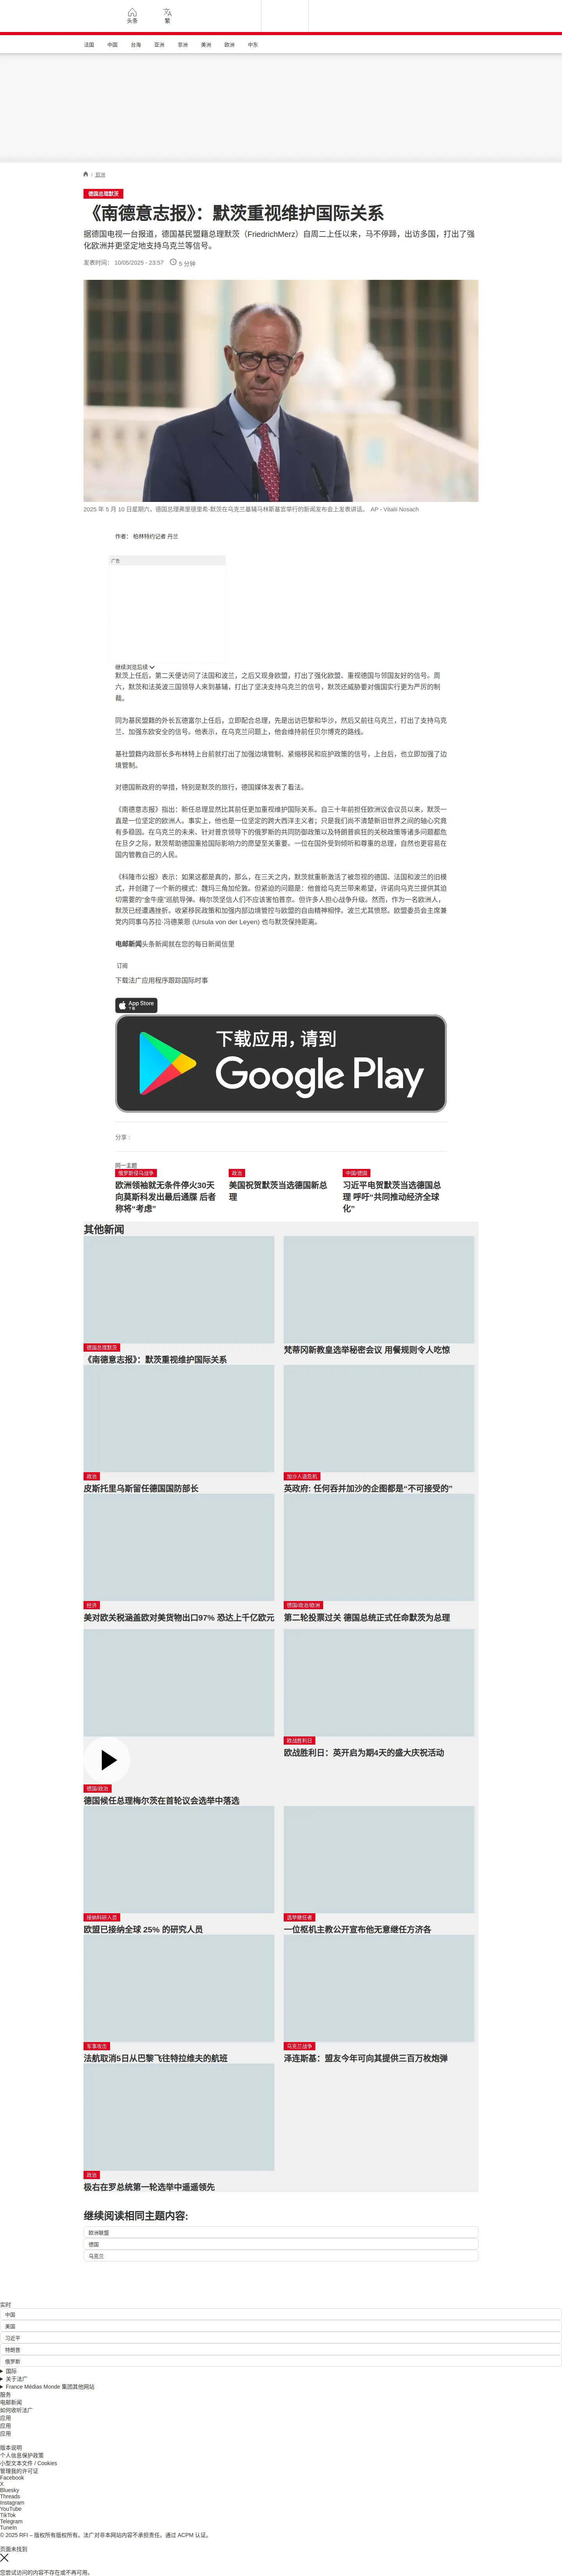 头条
繁
法国 中国 台海 亚洲 非洲 美洲 欧洲 中东
/ 欧洲
德国总理默茨
《南德意志报》：默茨重视维护国际关系
据德国电视一台报道，德国基民盟籍总理默茨（FriedrichMerz）自周二上任以来，马不停蹄，出访多国，打出了强
化欧洲并更坚定地支持乌克兰等信号。
发表时间： 10/05/2025 - 23:57 5 分钟
2025 年 5 月 10 日星期六，德国总理弗里德里希·默茨在乌克兰基辅马林斯基宫举行的新闻发布会上发表讲话。 AP - Vitalii Nosach
作者： 柏林特约记者 丹兰
广告
继续浏览后续
默茨上任后，第二天便访问了法国和波兰，之后又现身欧盟，打出了强化欧盟、重视德国与邻国友好的信号。周
六，默茨和法英波三国领导人来到基辅，打出了坚决支持乌克兰的信号，默茨还威胁要对俄国实行更为严厉的制
裁。
同为基民盟籍的外长瓦德富尔上任后，立即配合总理，先是出访巴黎和华沙，然后又前往乌克兰，打出了支持乌克
兰、加强东欧安全的信号。他表示，在乌克兰问题上，他会维持前任贝尔博克的路线。
基社盟籍内政部长多布林特上台前就打出了加强边境管制、紧缩移民和庇护政策的信号，上台后，也立即加强了边
境管制。
对德国新政府的举措，特别是默茨的旅行，德国媒体发表了看法。
《南德意志报》指出：新任总理显然比其前任更加重视维护国际关系。自三十年前担任欧洲议会议员以来，默茨一
直是一位坚定的欧洲人。事实上，他也是一位坚定的跨大西洋主义者；只是我们尚不清楚新旧世界之间的轴心究竟
有多稳固。在乌克兰的未来、针对普京领导下的俄罗斯的共同防御政策以及特朗普疯狂的关税政策等诸多问题都危
在旦夕之际，默茨帮助德国重拾国际影响力的愿望至关重要。一位在国外受到倾听和尊重的总理，自然也更容易在
国内管教自己的人民。
《科隆市公报》表示：如果这都是真的，那么，在三天之内，默茨就重新激活了被忽视的德国、法国和波兰的旧模
式，并创建了一个新的模式：魏玛三角加伦敦。但紧迫的问题是：他曾给乌克兰带来希望，许诺向乌克兰提供其迫
切需要的“金牛座”巡航导弹。梅尔茨坚信人们不应该害怕普京。但许多人担心战争升级。然而，作为一名欧洲人，
默茨已经遭遇挫折。收紧移民政策和加强内部边境管控与欧盟的自由精神相悖。波兰尤其愤怒。欧盟委员会主席兼
党内同事乌苏拉·冯德莱恩 (Ursula von der Leyen) 也与默茨保持距离。
电邮新闻头条新闻就在您的每日新闻信里
订阅
下载法广应用程序跟踪国际时事
App Store
下载
下载应用，请到
Google Play
分享 :
同一主题
俄罗斯侵乌战争
欧洲领袖就无条件停火30天
向莫斯科发出最后通牒 后者
称将“考虑”
政治
美国祝贺默茨当选德国新总
理
中国/德国
习近平电贺默茨当选德国总
理 呼吁“共同推动经济全球
化”
其他新闻
德国总理默茨
《南德意志报》：默茨重视维护国际关系
梵蒂冈新教皇选举秘密会议 用餐规则令人吃惊
政治
皮斯托里乌斯留任德国国防部长
加沙人道危机
英政府: 任何吞并加沙的企图都是“不可接受的”
经济
美对欧关税涵盖欧对美货物出口97% 恐达上千亿欧元
德国/政治/欧洲
第二轮投票过关 德国总统正式任命默茨为总理
德国/政治
德国候任总理梅尔茨在首轮议会选举中落选
欧战胜利日
欧战胜利日：英开启为期4天的盛大庆祝活动
接纳科研人员
欧盟已接纳全球 25% 的研究人员
选举继任者
一位枢机主教公开宣布他无意继任方济各
军事攻击
法航取消5日从巴黎飞往特拉维夫的航班
乌克兰战争
泽连斯基：盟友今年可向其提供三百万枚炮弹
政治
极右在罗总统第一轮选举中遥遥领先
继续阅读相同主题内容:
欧洲联盟
德国
乌克兰
实时
中国
美国
习近平
特朗普
俄罗斯
国际
关于法广
France Médias Monde 集团其他网站
服务
电邮新闻
如何收听法广
应用
应用
应用
版本说明
个人信息保护政策
小型文本文件 / Cookies
管理我的许可证
Facebook
X
Bluesky
Threads
Instagram
YouTube
TikTok
Telegram
TuneIn
© 2025 RFI – 版权所有版权所有。法广对非本网站内容不承担责任。通过 ACPM 认证。
页面未找到
您尝试访问的内容不存在或不再可用。